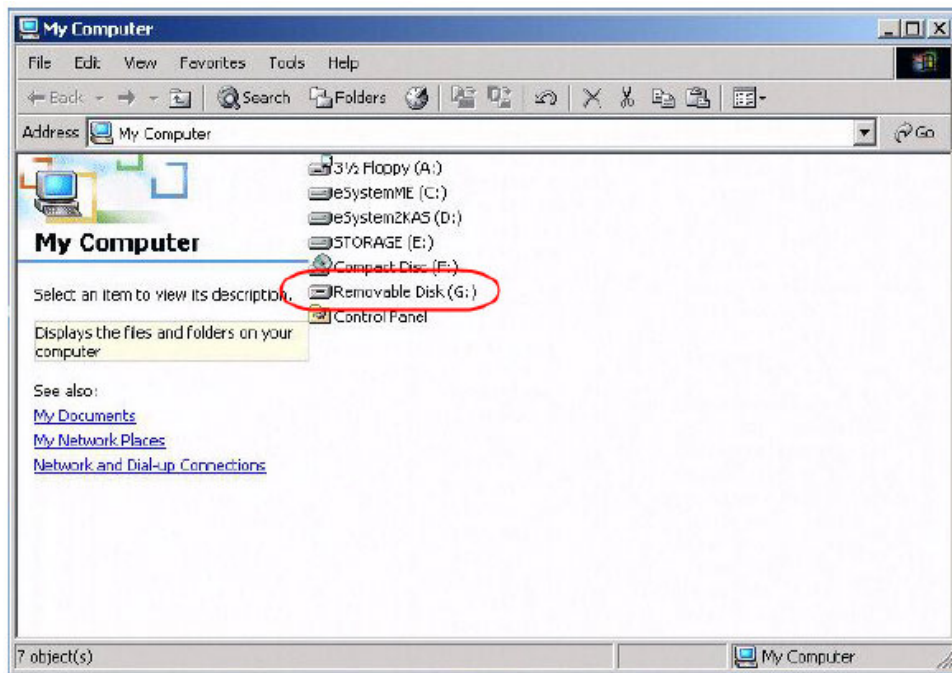 My Computer
File Edit View Favorites Tools Help
Back Search Folders
Address My Computer Go
3½ Floppy (A:)
eSystemME (C:)
eSystem2KAS (D:)
STORAGE (E:)
Compact Disc (F:)
Removable Disk (G:)
Control Panel
My Computer
Select an item to view its description.
Displays the files and folders on your
computer
See also:
My Documents
My Network Places
Network and Dial-up Connections
7 object(s) My Computer